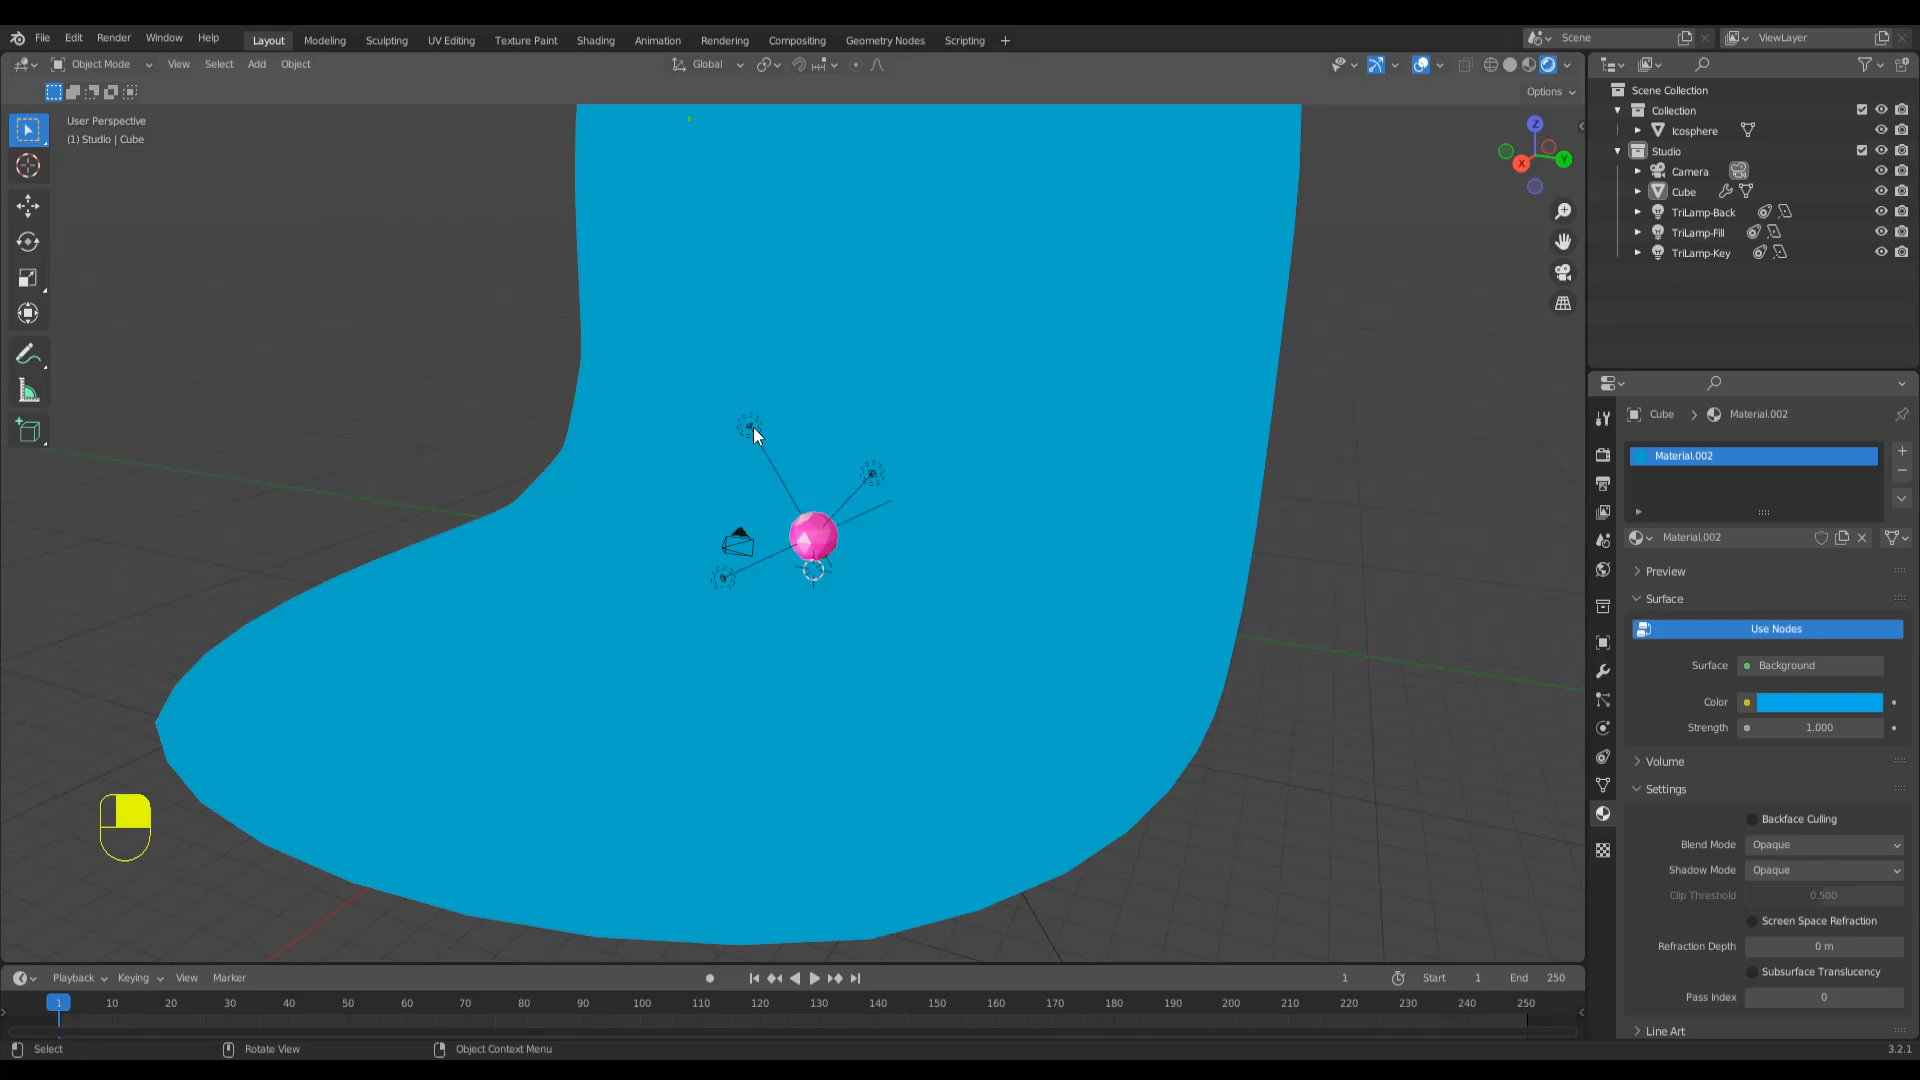 File Edit Render Window Help Layout Modeling Sculpting UV Editing Texture Paint Shading Animation Rendering Compositing Geometry Nodes Scripting + Scene ViewLayer
Object Mode View Select Add Object Global
Options
User Perspective
(1) Studio | Cube
Z
X
Y
Scene Collection
Collection
Icosphere
Studio
Camera
Cube
TriLamp-Back
TriLamp-Fill
TriLamp-Key
Cube > Material.002
Material.002
Material.002
Preview
Surface
Use Nodes
Surface Background
Color
Strength 1.000
Volume
Settings
Backface Culling
Blend Mode Opaque
Shadow Mode Opaque
Clip Threshold 0.500
Screen Space Refraction
Refraction Depth 0 m
Subsurface Translucency
Pass Index 0
Line Art
Playback Keying View Marker 1 Start 1 End 250
1 10 20 30 40 50 60 70 80 90 100 110 120 130 140 150 160 170 180 190 200 210 220 230 240 250
Select Rotate View Object Context Menu 3.2.1